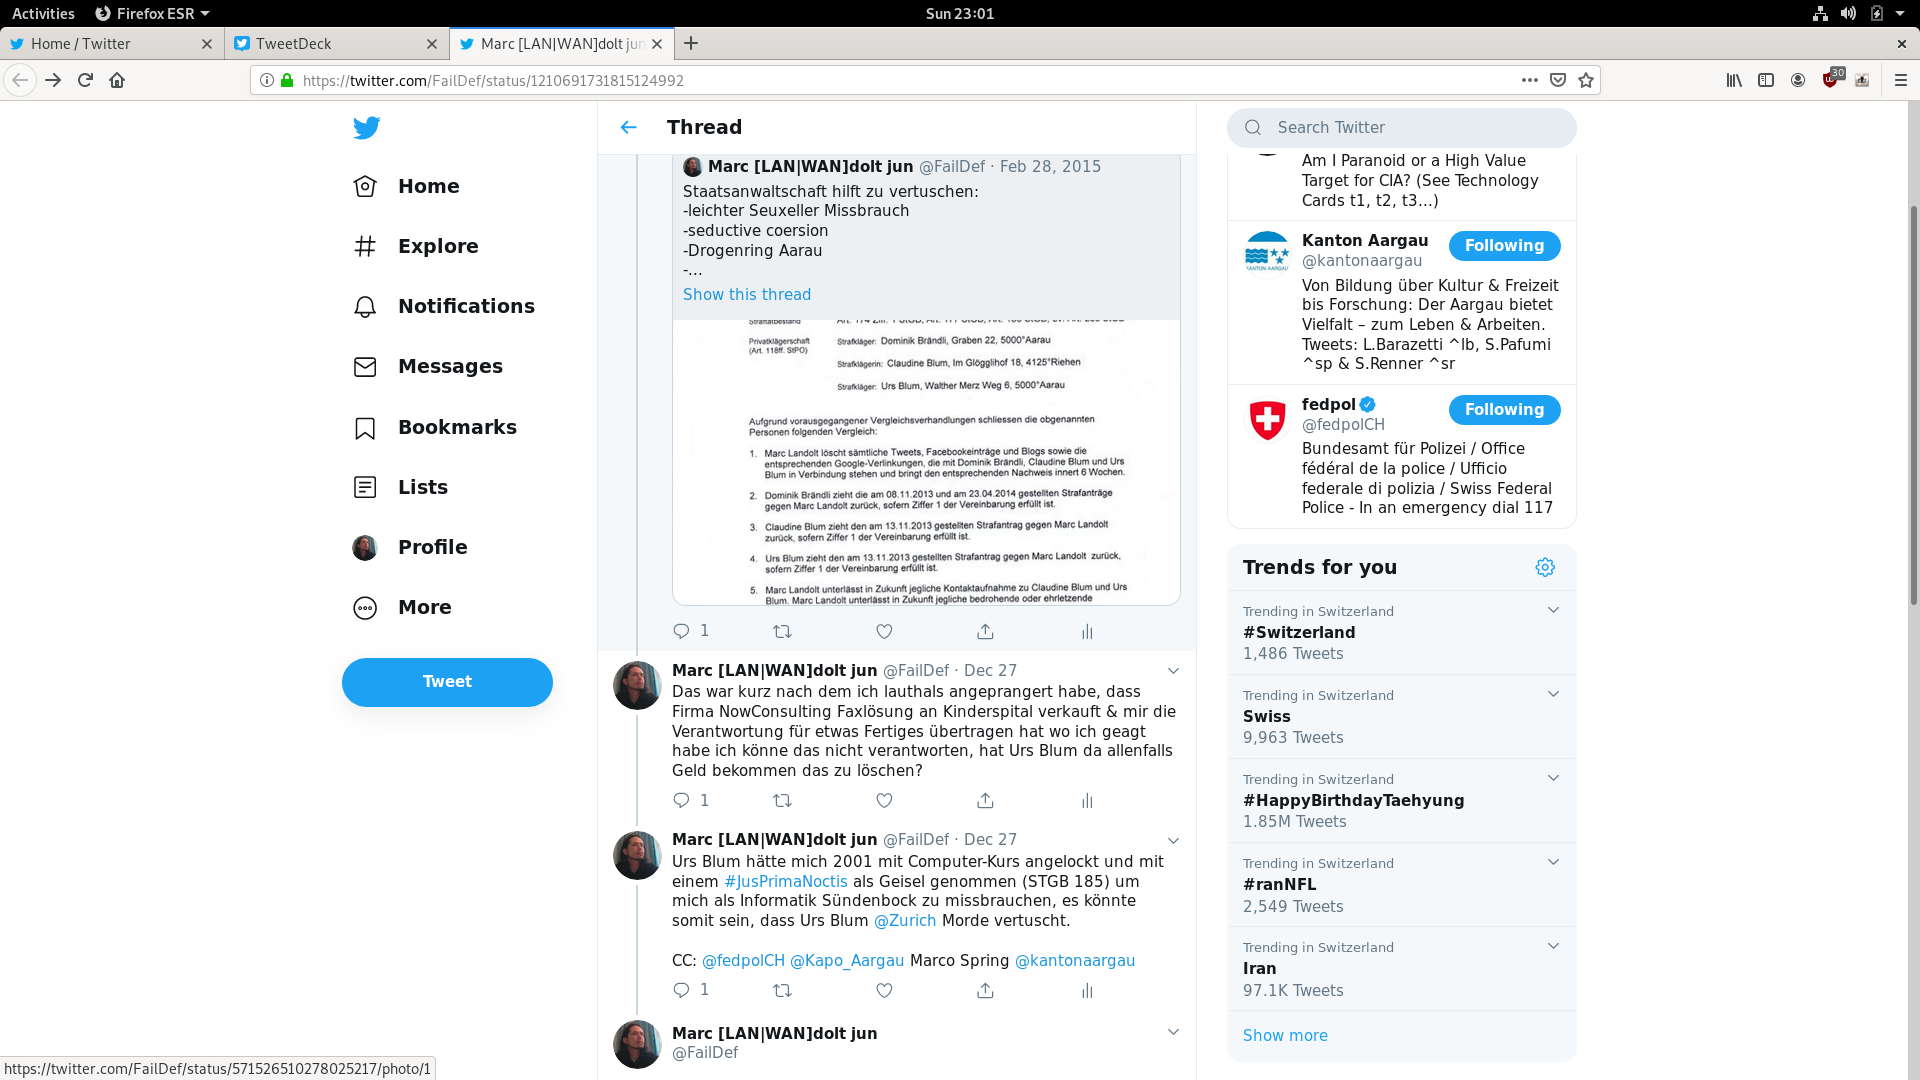 Activities
Firefox ESR
Sun 23:01
Home / Twitter
TweetDeck
Marc [LAN|WAN]dolt jun
https://twitter.com/FailDef/status/1210691731815124992
30
Home
Explore
Notifications
Messages
Bookmarks
Lists
Profile
More
Tweet
Thread
Marc [LAN|WAN]dolt jun @FailDef · Feb 28, 2015
Staatsanwaltschaft hilft zu vertuschen:
-leichter Seuxeller Missbrauch
-seductive coersion
-Drogenring Aarau
-...
Show this thread
Privatklägerschaft
(Art. 118ff. StPO)
Strafkläger: Dominik Brändli, Graben 22, 5000°Aarau
Strafklägerin: Claudine Blum, Im Glögglihof 18, 4125°Riehen
Strafkläger: Urs Blum, Walther Merz Weg 6, 5000°Aarau
Aufgrund vorausgegangener Vergleichsverhandlungen schliessen die obgenannten
Personen folgenden Vergleich:
1. Marc Landolt löscht sämtliche Tweets, Facebookeinträge und Blogs sowie die
entsprechenden Google-Verlinkungen, die mit Dominik Brändli, Claudine Blum und Urs
Blum in Verbindung stehen und bringt den entsprechenden Nachweis innert 6 Wochen.
2. Dominik Brändli zieht die am 08.11.2013 und am 23.04.2014 gestellten Strafanträge
gegen Marc Landolt zurück, sofern Ziffer 1 der Vereinbarung erfüllt ist.
3. Claudine Blum zieht den am 13.11.2013 gestellten Strafantrag gegen Marc Landolt
zurück, sofern Ziffer 1 der Vereinbarung erfüllt ist.
4. Urs Blum zieht den am 13.11.2013 gestellten Strafantrag gegen Marc Landolt zurück,
sofern Ziffer 1 der Vereinbarung erfüllt ist.
5. Marc Landolt unterlässt in Zukunft jegliche Kontaktaufnahme zu Claudine Blum und Urs
Blum. Marc Landolt unterlässt in Zukunft jegliche bedrohende oder ehrletzende
1
Marc [LAN|WAN]dolt jun @FailDef · Dec 27
Das war kurz nach dem ich lauthals angeprangert habe, dass
Firma NowConsulting Faxlösung an Kinderspital verkauft & mir die
Verantwortung für etwas Fertiges übertragen hat wo ich geagt
habe ich könne das nicht verantworten, hat Urs Blum da allenfalls
Geld bekommen das zu löschen?
1
Marc [LAN|WAN]dolt jun @FailDef · Dec 27
Urs Blum hätte mich 2001 mit Computer-Kurs angelockt und mit
einem #JusPrimaNoctis als Geisel genommen (STGB 185) um
mich als Informatik Sündenbock zu missbrauchen, es könnte
somit sein, dass Urs Blum @Zurich Morde vertuscht.
CC: @fedpolCH @Kapo_Aargau Marco Spring @kantonaargau
1
Marc [LAN|WAN]dolt jun
@FailDef
Search Twitter
Am I Paranoid or a High Value
Target for CIA? (See Technology
Cards t1, t2, t3...)
Kanton Aargau
@kantonaargau
Following
Von Bildung über Kultur & Freizeit
bis Forschung: Der Aargau bietet
Vielfalt – zum Leben & Arbeiten.
Tweets: L.Barazetti ^lb, S.Pafumi
^sp & S.Renner ^sr
fedpol
@fedpolCH
Following
Bundesamt für Polizei / Office
fédéral de la police / Ufficio
federale di polizia / Swiss Federal
Police - In an emergency dial 117
Trends for you
Trending in Switzerland
#Switzerland
1,486 Tweets
Trending in Switzerland
Swiss
9,963 Tweets
Trending in Switzerland
#HappyBirthdayTaehyung
1.85M Tweets
Trending in Switzerland
#ranNFL
2,549 Tweets
Trending in Switzerland
Iran
97.1K Tweets
Show more
https://twitter.com/FailDef/status/571526510278025217/photo/1